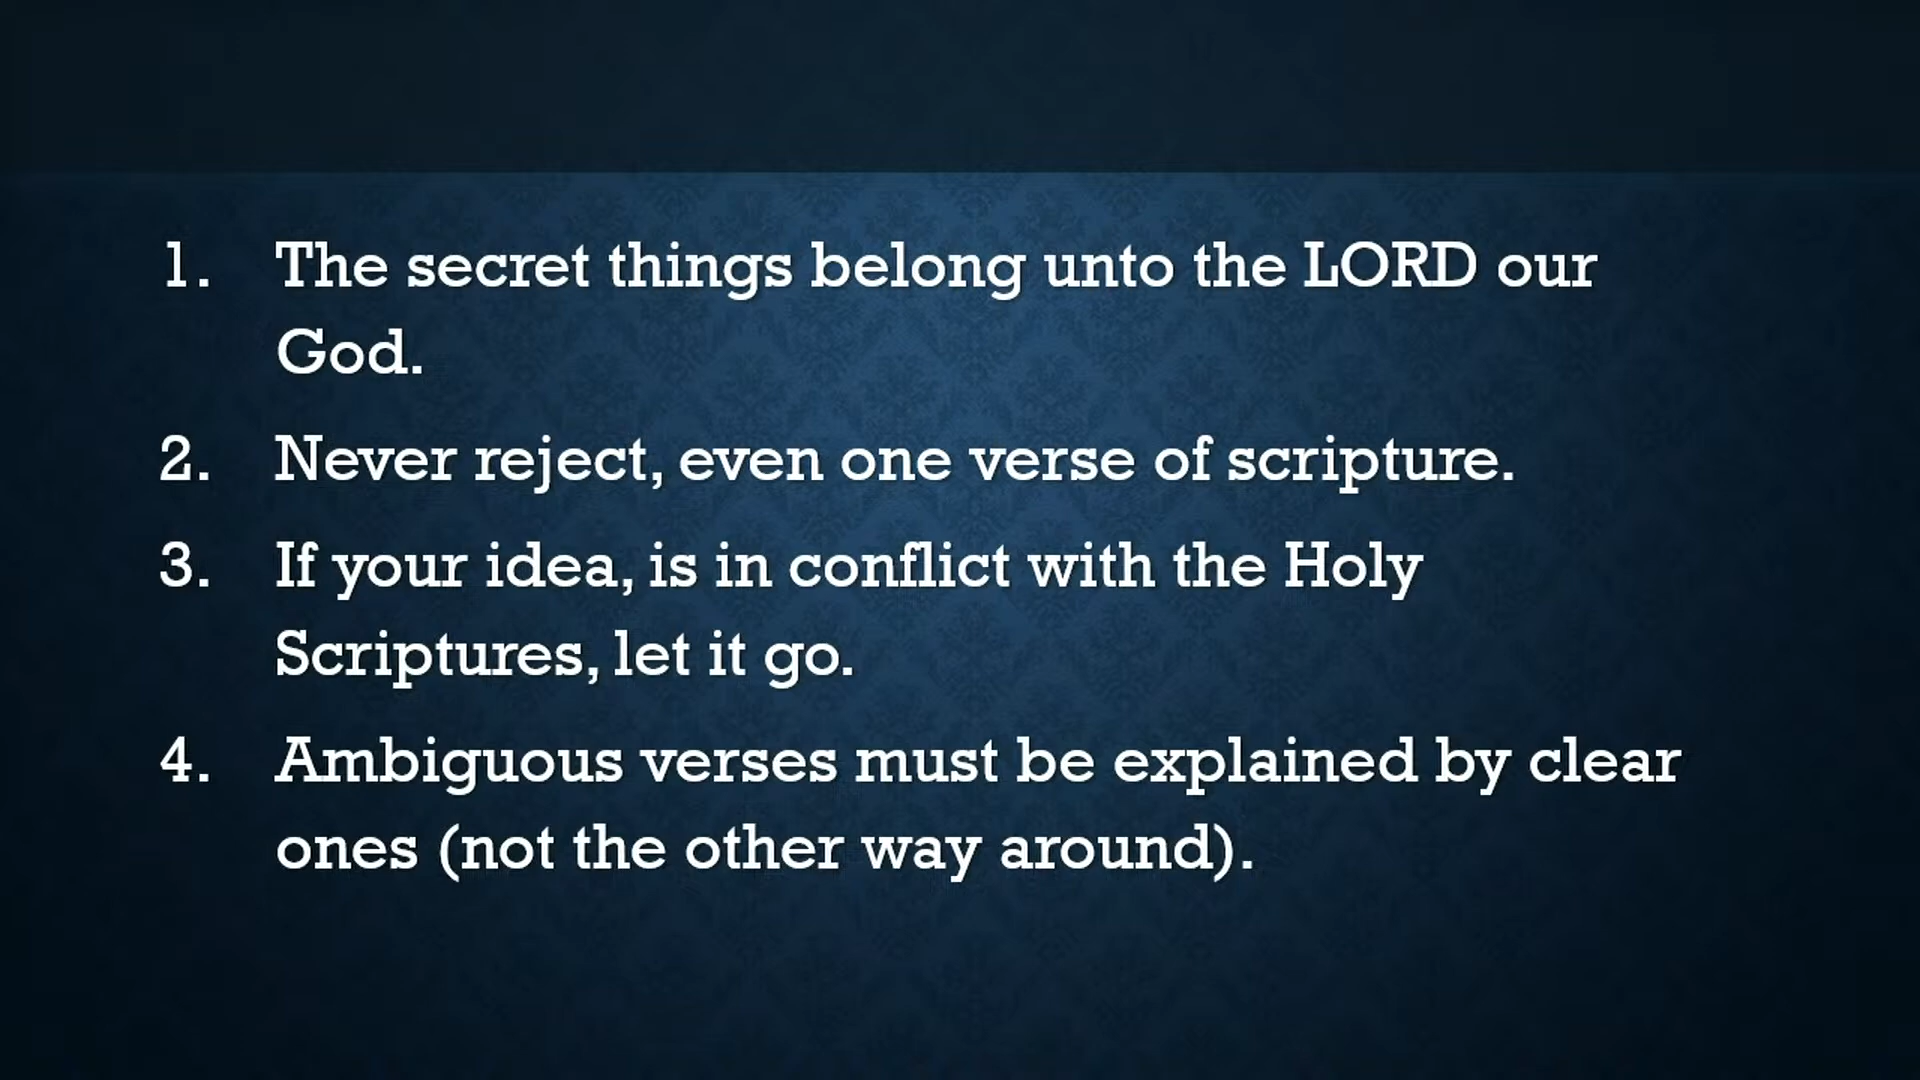 1. The secret things belong unto the LORD our
God.
2. Never reject, even one verse of scripture.
3. If your idea, is in conflict with the Holy
Scriptures, let it go.
4. Ambiguous verses must be explained by clear
ones (not the other way around).